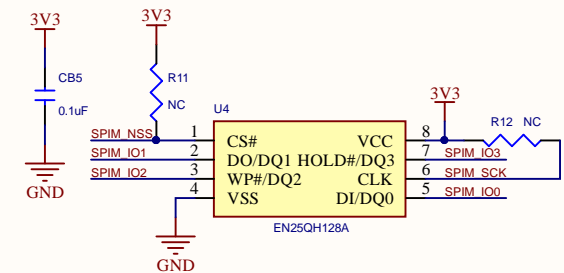 3V3
CB5
0.1uF
GND
3V3
R11
NC
U4
SPIM_NSS 1 CS# VCC 8
SPIM_IO1 2 DO/DQ1 HOLD#/DQ3 7 SPIM_IO3
SPIM_IO2 3 WP#/DQ2 CLK 6 SPIM_SCK
4 VSS DI/DQ0 5 SPIM_IO0
EN25QH128A
GND
3V3
R12 NC